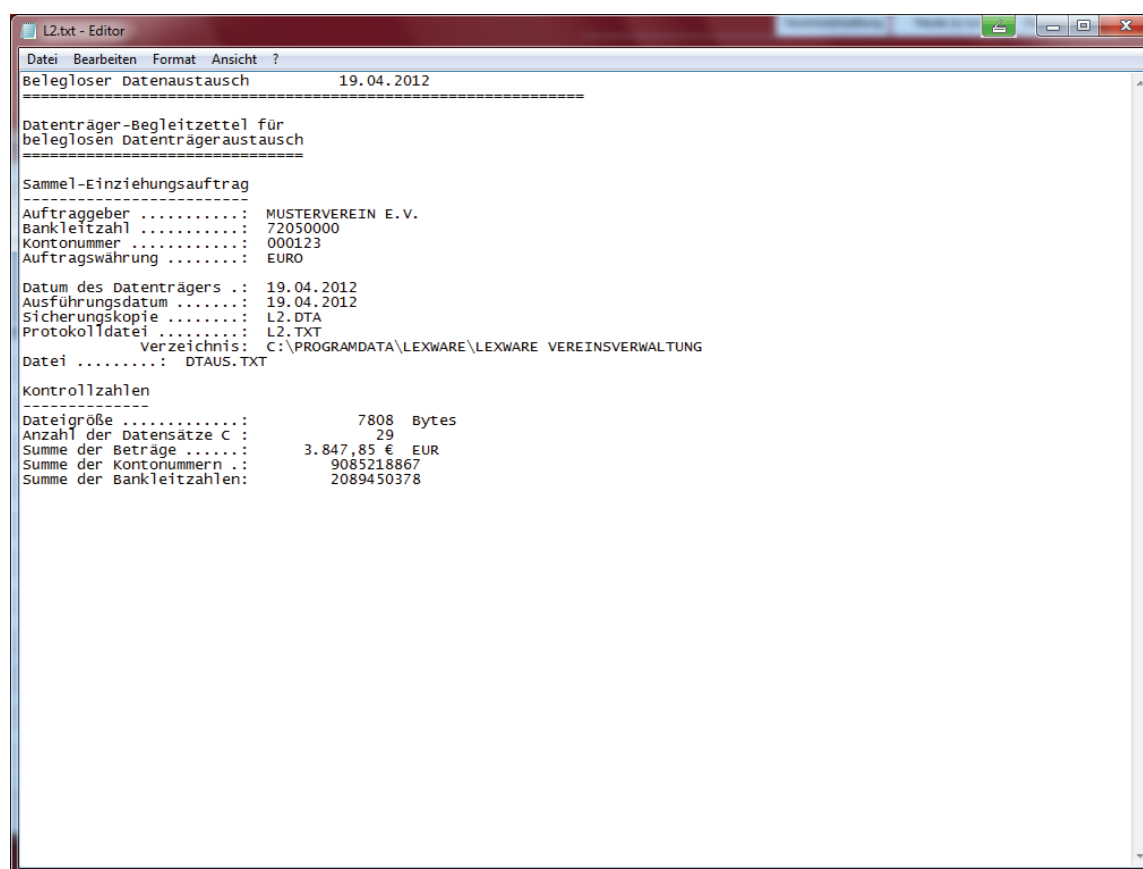 L2.txt - Editor
Datei Bearbeiten Format Ansicht ?
Belegloser Datenaustausch 19.04.2012
==============================================================
Datenträger-Begleitzettel für
beleglosen Datenträgeraustausch
===============================
Sammel-Einziehungsauftrag
-------------------------
Auftraggeber ...........: MUSTERVEREIN E.V.
Bankleitzahl ...........: 72050000
Kontonummer ............: 000123
Auftragswährung ........: EURO
Datum des Datenträgers .: 19.04.2012
Ausführungsdatum .......: 19.04.2012
Sicherungskopie ........: L2.DTA
Protokolldatei .........: L2.TXT
Verzeichnis: C:\PROGRAMDATA\LEXWARE\LEXWARE VEREINSVERWALTUNG
Datei .........: DTAUS.TXT
Kontrollzahlen
--------------
Dateigröße .............: 7808 Bytes
Anzahl der Datensätze C : 29
Summe der Beträge ......: 3.847,85 € EUR
Summe der Kontonummern .: 9085218867
Summe der Bankleitzahlen: 2089450378